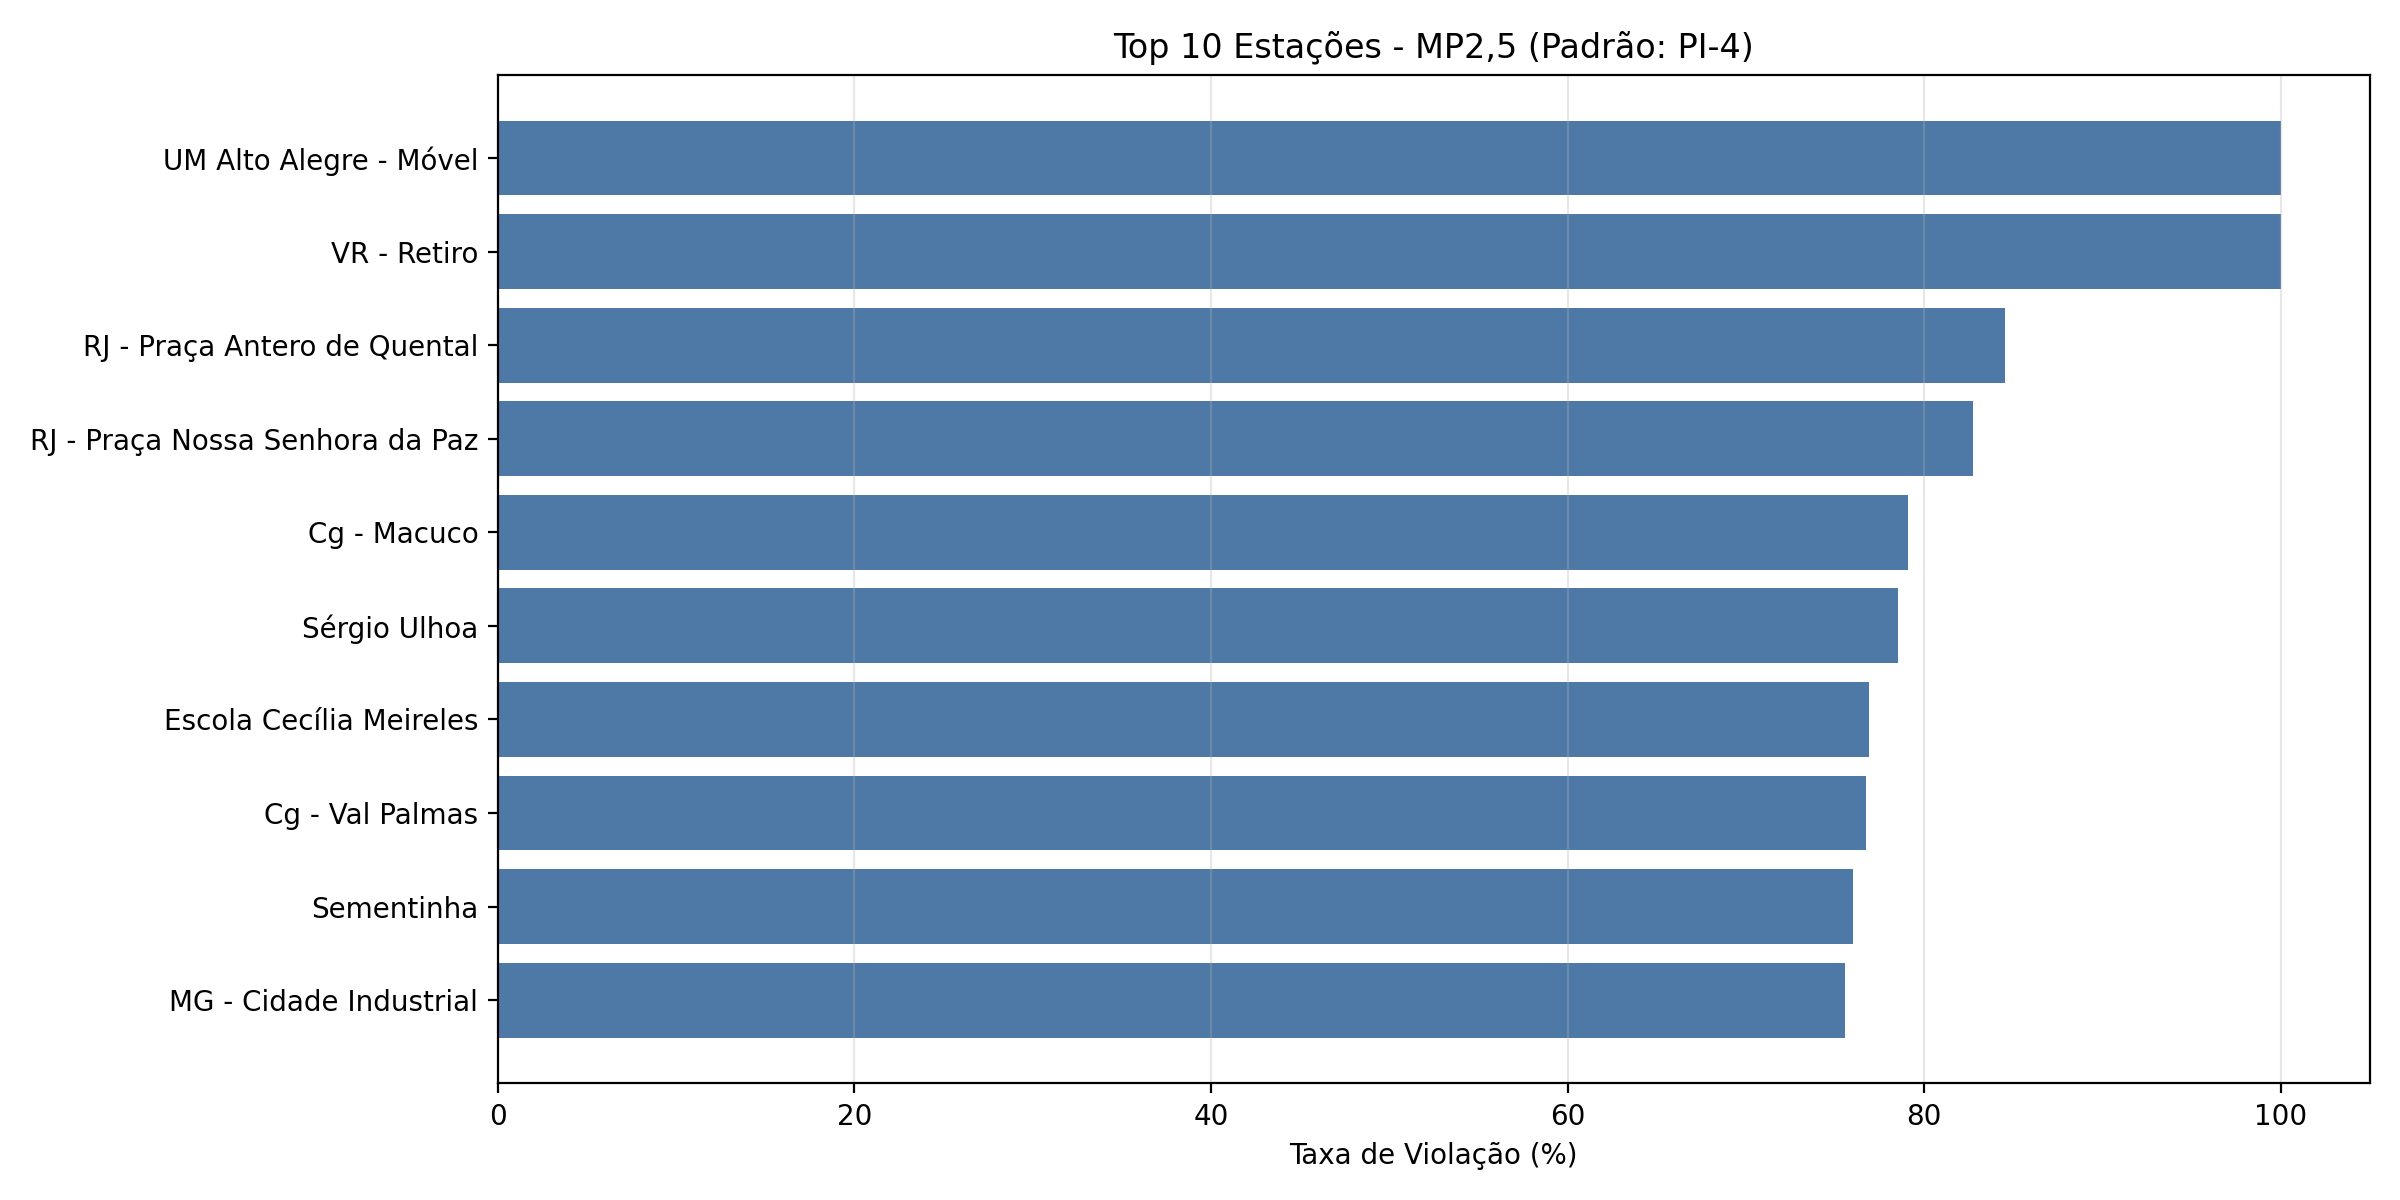 Top 10 Estações - MP2,5 (Padrão: PI-4)
UM Alto Alegre - Móvel
VR - Retiro
RJ - Praça Antero de Quental
RJ - Praça Nossa Senhora da Paz
Cg - Macuco
Sérgio Ulhoa
Escola Cecília Meireles
Cg - Val Palmas
Sementinha
MG - Cidade Industrial
0 20 40 60 80 100
Taxa de Violação (%)